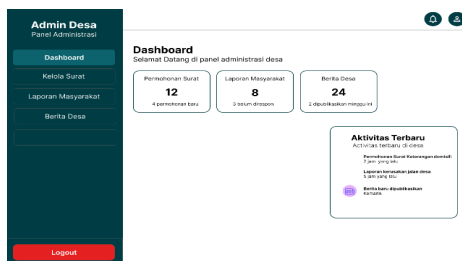 Admin Desa
Panel Administrasi
Dashboard
Kelola Surat
Laporan Masyarakat
Berita Desa
Logout
Dashboard
Selamat Datang di panel administrasi desa
Permohonan Surat
12
4 permohonan baru
Laporan Masyarakat
8
3 belum direspon
Berita Desa
24
2 dipublikasikan minggu ini
Aktivitas Terbaru
Activitas terbaru di desa
Permohonan Surat Keterangan domisili
2 jam yang lalu
Laporan kerusakan jalan desa
5 jam yang lalu
Berita baru dipublikasikan
Kemarin